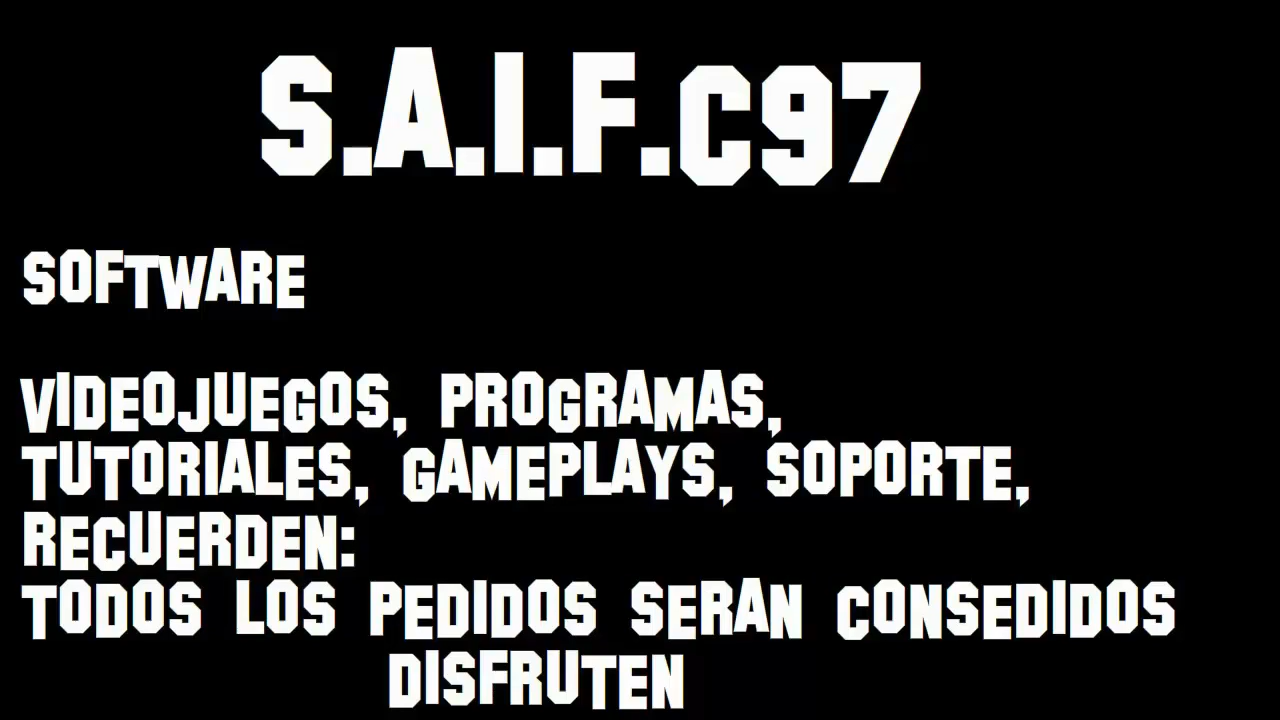 S.A.I.F.C97
SOFTWARE
VIDEOJUEGOS, PROGRAMAS,
TUTORIALES, GAMEPLAYS, SOPORTE,
RECUERDEN:
TODOS LOS PEDIDOS SERAN CONSEDIDOS
DISFRUTEN